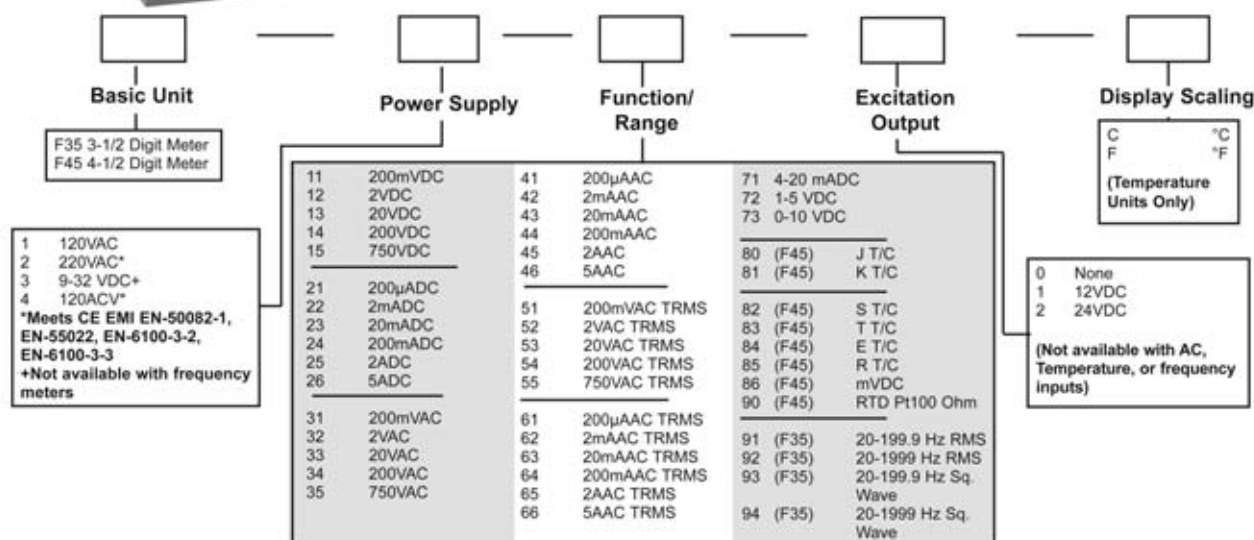 Basic Unit
F35 3-1/2 Digit Meter
F45 4-1/2 Digit Meter
Power Supply
1 120VAC
2 220VAC*
3 9-32 VDC+
4 120ACV*
*Meets CE EMI EN-50082-1,
EN-55022, EN-6100-3-2,
EN-6100-3-3
+Not available with frequency
meters
Function/
Range
11 200mVDC
12 2VDC
13 20VDC
14 200VDC
15 750VDC
21 200µADC
22 2mADC
23 20mADC
24 200mADC
25 2ADC
26 5ADC
31 200mVAC
32 2VAC
33 20VAC
34 200VAC
35 750VAC
41 200µAAC
42 2mAAC
43 20mAAC
44 200mAAC
45 2AAC
46 5AAC
51 200mVAC TRMS
52 2VAC TRMS
53 20VAC TRMS
54 200VAC TRMS
55 750VAC TRMS
61 200µAAC TRMS
62 2mAAC TRMS
63 20mAAC TRMS
64 200mAAC TRMS
65 2AAC TRMS
66 5AAC TRMS
71 4-20 mADC
72 1-5 VDC
73 0-10 VDC
80 (F45) J T/C
81 (F45) K T/C
82 (F45) S T/C
83 (F45) T T/C
84 (F45) E T/C
85 (F45) R T/C
86 (F45) mVDC
90 (F45) RTD Pt100 Ohm
91 (F35) 20-199.9 Hz RMS
92 (F35) 20-1999 Hz RMS
93 (F35) 20-199.9 Hz Sq.
Wave
94 (F35) 20-1999 Hz Sq.
Wave
Excitation
Output
0 None
1 12VDC
2 24VDC
(Not available with AC,
Temperature, or frequency
inputs)
Display Scaling
C °C
F °F
(Temperature
Units Only)